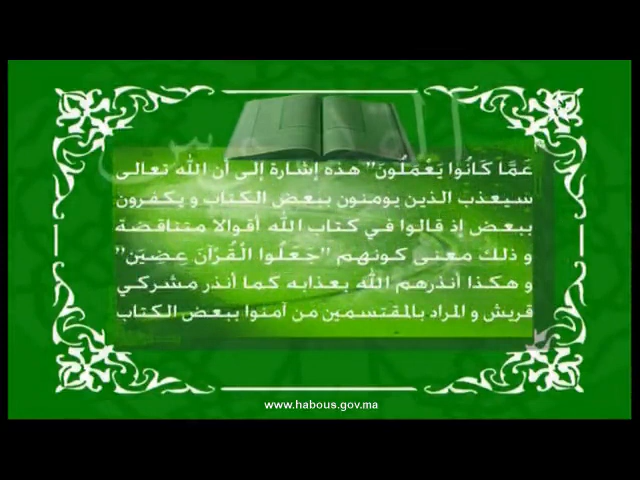 عَمَّا كَانُوا يَعْمَلُونَ" هذه إشارة إلى أن الله تعالى
سيعذب الذين يومنون ببعض الكتاب و يكفرون
ببعض إذ قالوا في كتاب الله أقوالا متناقضة
و ذلك معنى كونهم "جَعَلُوا الْقُرْآنَ عِضِينَ"
و هكذا أنذرهم الله بعذابه كما أنذر مشركي
قريش و المراد بالمقتسمين من آمنوا ببعض الكتاب
www.habous.gov.ma